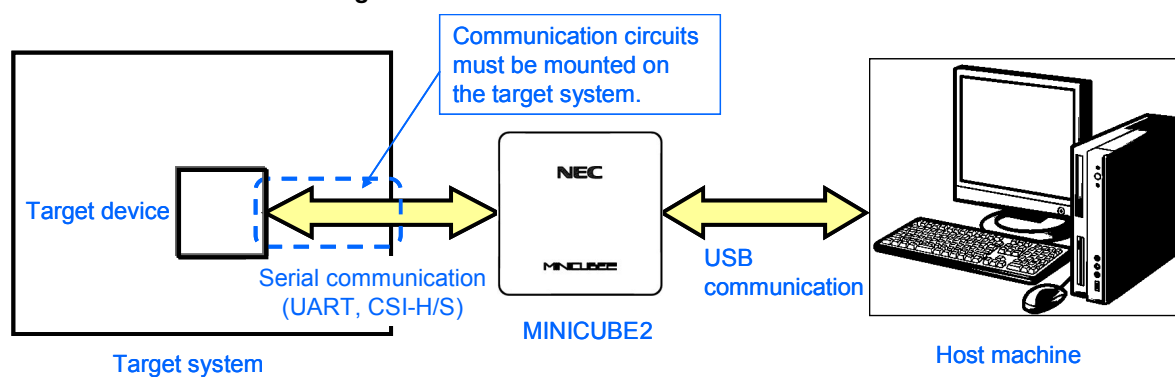 Communication circuits
must be mounted on
the target system.
NEC
Target device
Serial communication
(UART, CSI-H/S)
MINICUBE2
USB
communication
MINICUBE2
Target system
Host machine